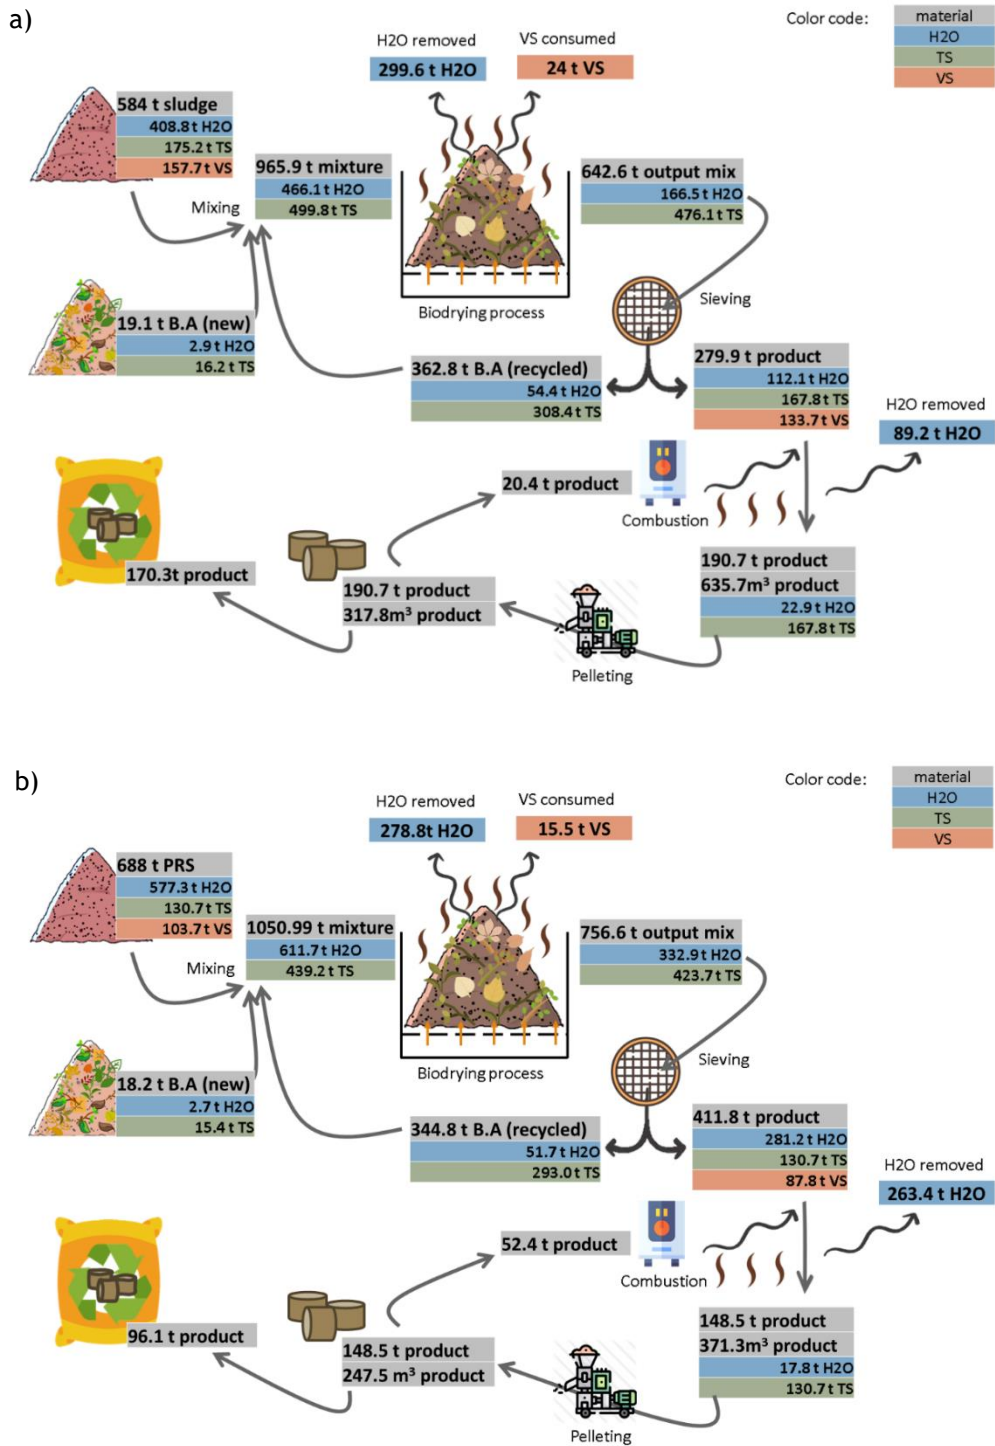 a)
Color code:
material
H2O
TS
VS
H2O removed
299.6 t H2O
VS consumed
24 t VS
584 t sludge
408.8 t H2O
175.2 t TS
157.7 t VS
Mixing
965.9 t mixture
466.1 t H2O
499.8 t TS
642.6 t output mix
166.5 t H2O
476.1 t TS
Biodrying process
Sieving
19.1 t B.A (new)
2.9 t H2O
16.2 t TS
362.8 t B.A (recycled)
54.4 t H2O
308.4 t TS
279.9 t product
112.1 t H2O
167.8 t TS
133.7 t VS
H2O removed
89.2 t H2O
20.4 t product
Combustion
170.3t product
190.7 t product
317.8m³ product
Pelleting
190.7 t product
635.7m³ product
22.9 t H2O
167.8 t TS
b)
Color code:
material
H2O
TS
VS
H2O removed
278.8t H2O
VS consumed
15.5 t VS
688 t PRS
577.3 t H2O
130.7 t TS
103.7 t VS
Mixing
1050.99 t mixture
611.7 t H2O
439.2 t TS
756.6 t output mix
332.9 t H2O
423.7 t TS
Biodrying process
Sieving
18.2 t B.A (new)
2.7 t H2O
15.4 t TS
344.8 t B.A (recycled)
51.7 t H2O
293.0 t TS
411.8 t product
281.2 t H2O
130.7 t TS
87.8 t VS
H2O removed
263.4 t H2O
52.4 t product
Combustion
96.1 t product
148.5 t product
247.5 m³ product
Pelleting
148.5 t product
371.3m³ product
17.8 t H2O
130.7 t TS